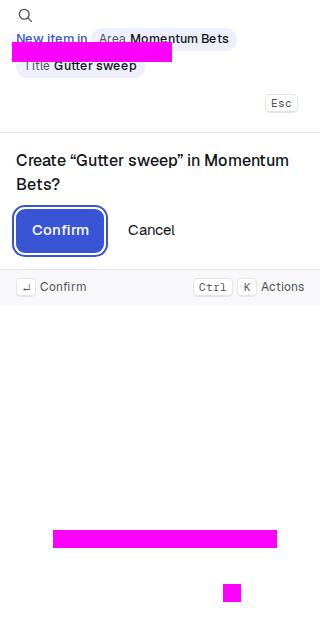 New item in Area Momentum Bets
Title Gutter sweep
Esc
Create “Gutter sweep” in Momentum
Bets?
Confirm Cancel
↵ Confirm Ctrl K Actions